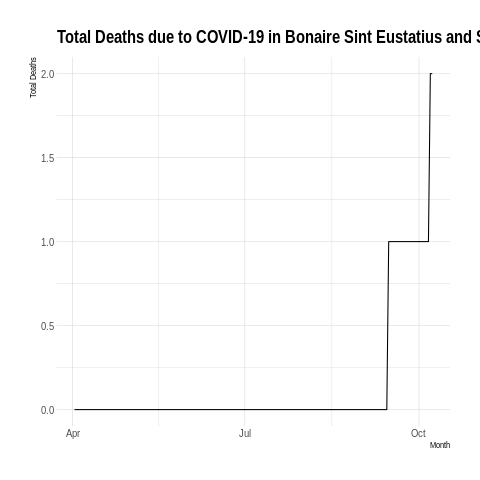 Total Deaths due to COVID-19 in Bonaire Sint Eustatius and S
Total Deaths
2.0
1.5
1.0
0.5
0.0
Apr Jul Oct
Month